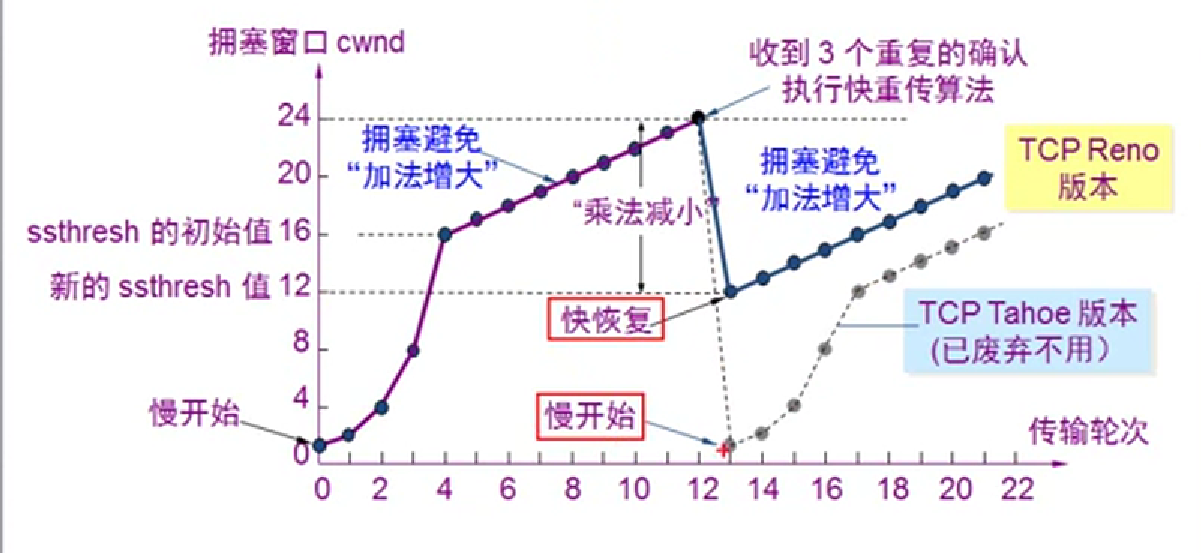 拥塞窗口 cwnd
收到 3 个重复的确认
执行快重传算法
24
拥塞避免
“加法增大”
拥塞避免
“加法增大”
TCP Reno
版本
20
“乘法减小”
ssthresh 的初始值 16
新的 ssthresh 值 12
快恢复
TCP Tahoe 版本
(已废弃不用）
8
4
慢开始
慢开始
传输轮次
0
0 2 4 6 8 10 12 14 16 18 20 22